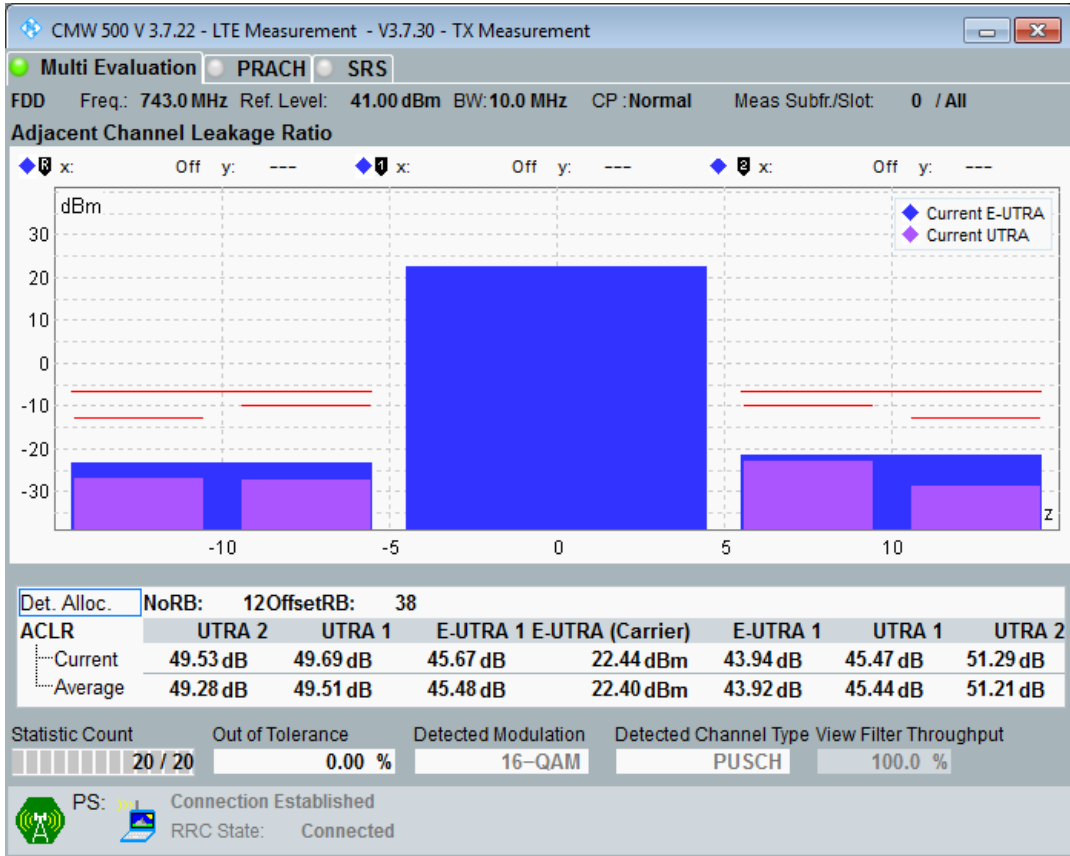 CMW 500 V 3.7.22 - LTE Measurement - V3.7.30 - TX Measurement
Multi Evaluation PRACH SRS
FDD Freq.: 743.0 MHz Ref. Level: 41.00 dBm BW: 10.0 MHz CP : Normal Meas Subfr./Slot: 0 / All
Adjacent Channel Leakage Ratio
R x: Off y: --- 1 x: Off y: --- 2 x: Off y: ---
dBm
Current E-UTRA
Current UTRA
30
20
10
0
-10
-20
-30
z
-10 -5 0 5 10
Det. Alloc. NoRB: 12 OffsetRB: 38
ACLR UTRA 2 UTRA 1 E-UTRA 1 E-UTRA (Carrier) E-UTRA 1 UTRA 1 UTRA 2
Current 49.53 dB 49.69 dB 45.67 dB 22.44 dBm 43.94 dB 45.47 dB 51.29 dB
Average 49.28 dB 49.51 dB 45.48 dB 22.40 dBm 43.92 dB 45.44 dB 51.21 dB
Statistic Count Out of Tolerance Detected Modulation Detected Channel Type View Filter Throughput
20 / 20 0.00 % 16-QAM PUSCH 100.0 %
PS: Connection Established
RRC State: Connected